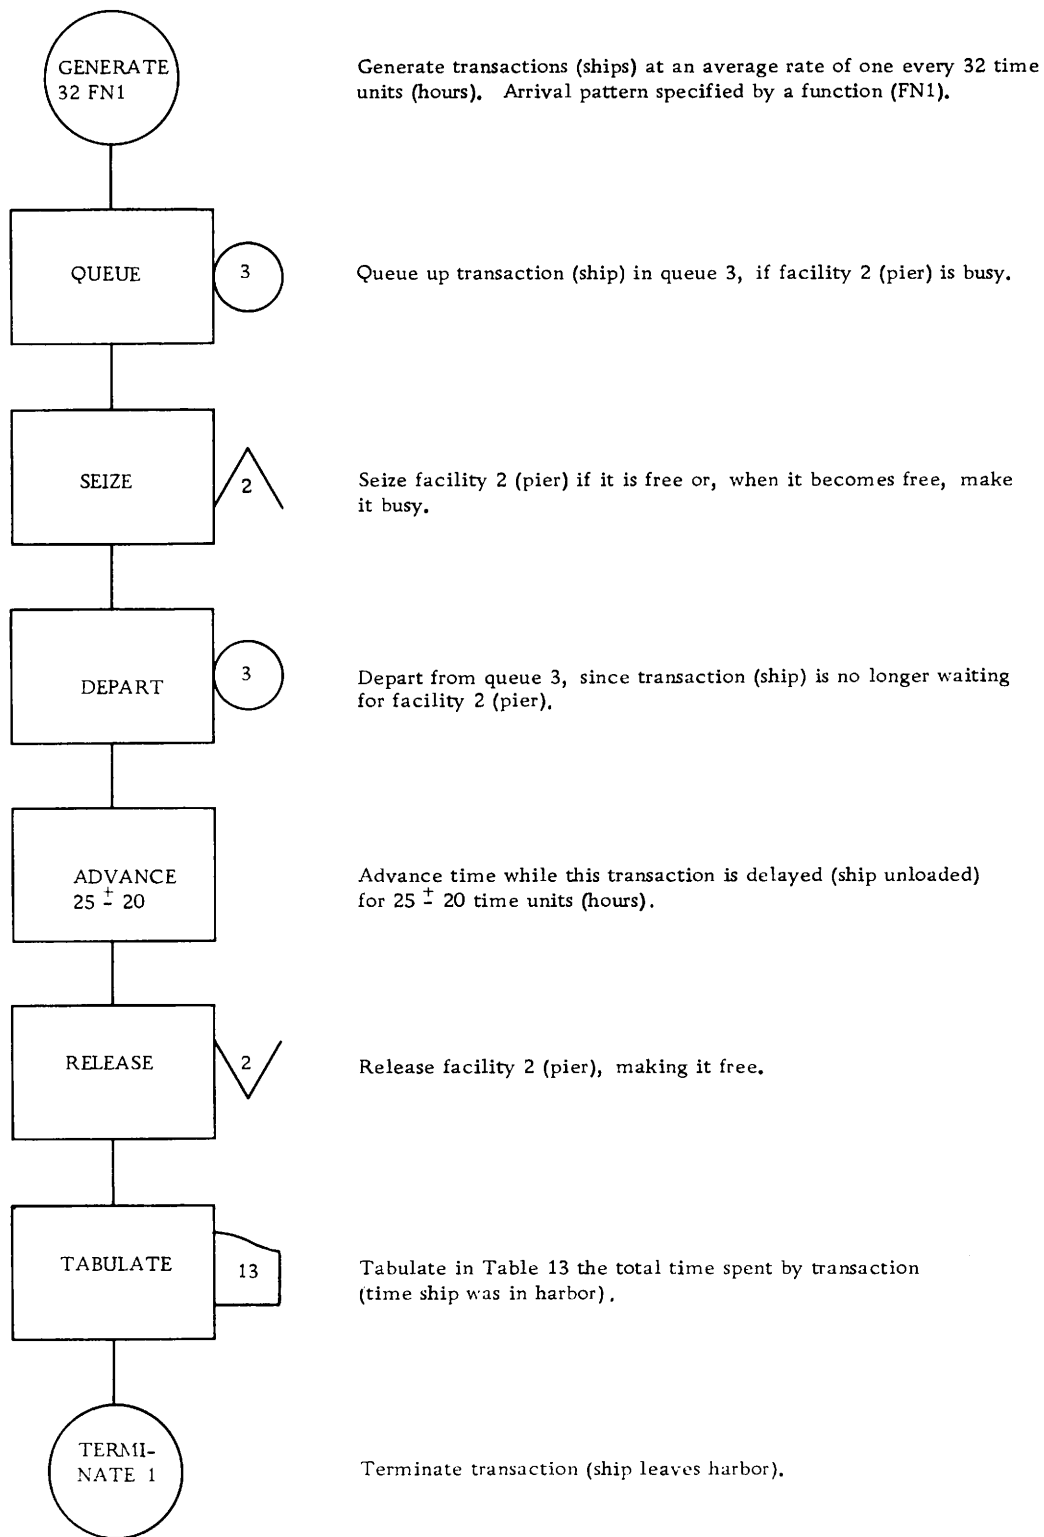 GENERATE
32 FN1
Generate transactions (ships) at an average rate of one every 32 time
units (hours). Arrival pattern specified by a function (FN1).
QUEUE
3
Queue up transaction (ship) in queue 3, if facility 2 (pier) is busy.
SEIZE
2
Seize facility 2 (pier) if it is free or, when it becomes free, make
it busy.
DEPART
3
Depart from queue 3, since transaction (ship) is no longer waiting
for facility 2 (pier).
ADVANCE
25 ± 20
Advance time while this transaction is delayed (ship unloaded)
for 25 ± 20 time units (hours).
RELEASE
2
Release facility 2 (pier), making it free.
TABULATE
13
Tabulate in Table 13 the total time spent by transaction
(time ship was in harbor).
TERMI-
NATE 1
Terminate transaction (ship leaves harbor).